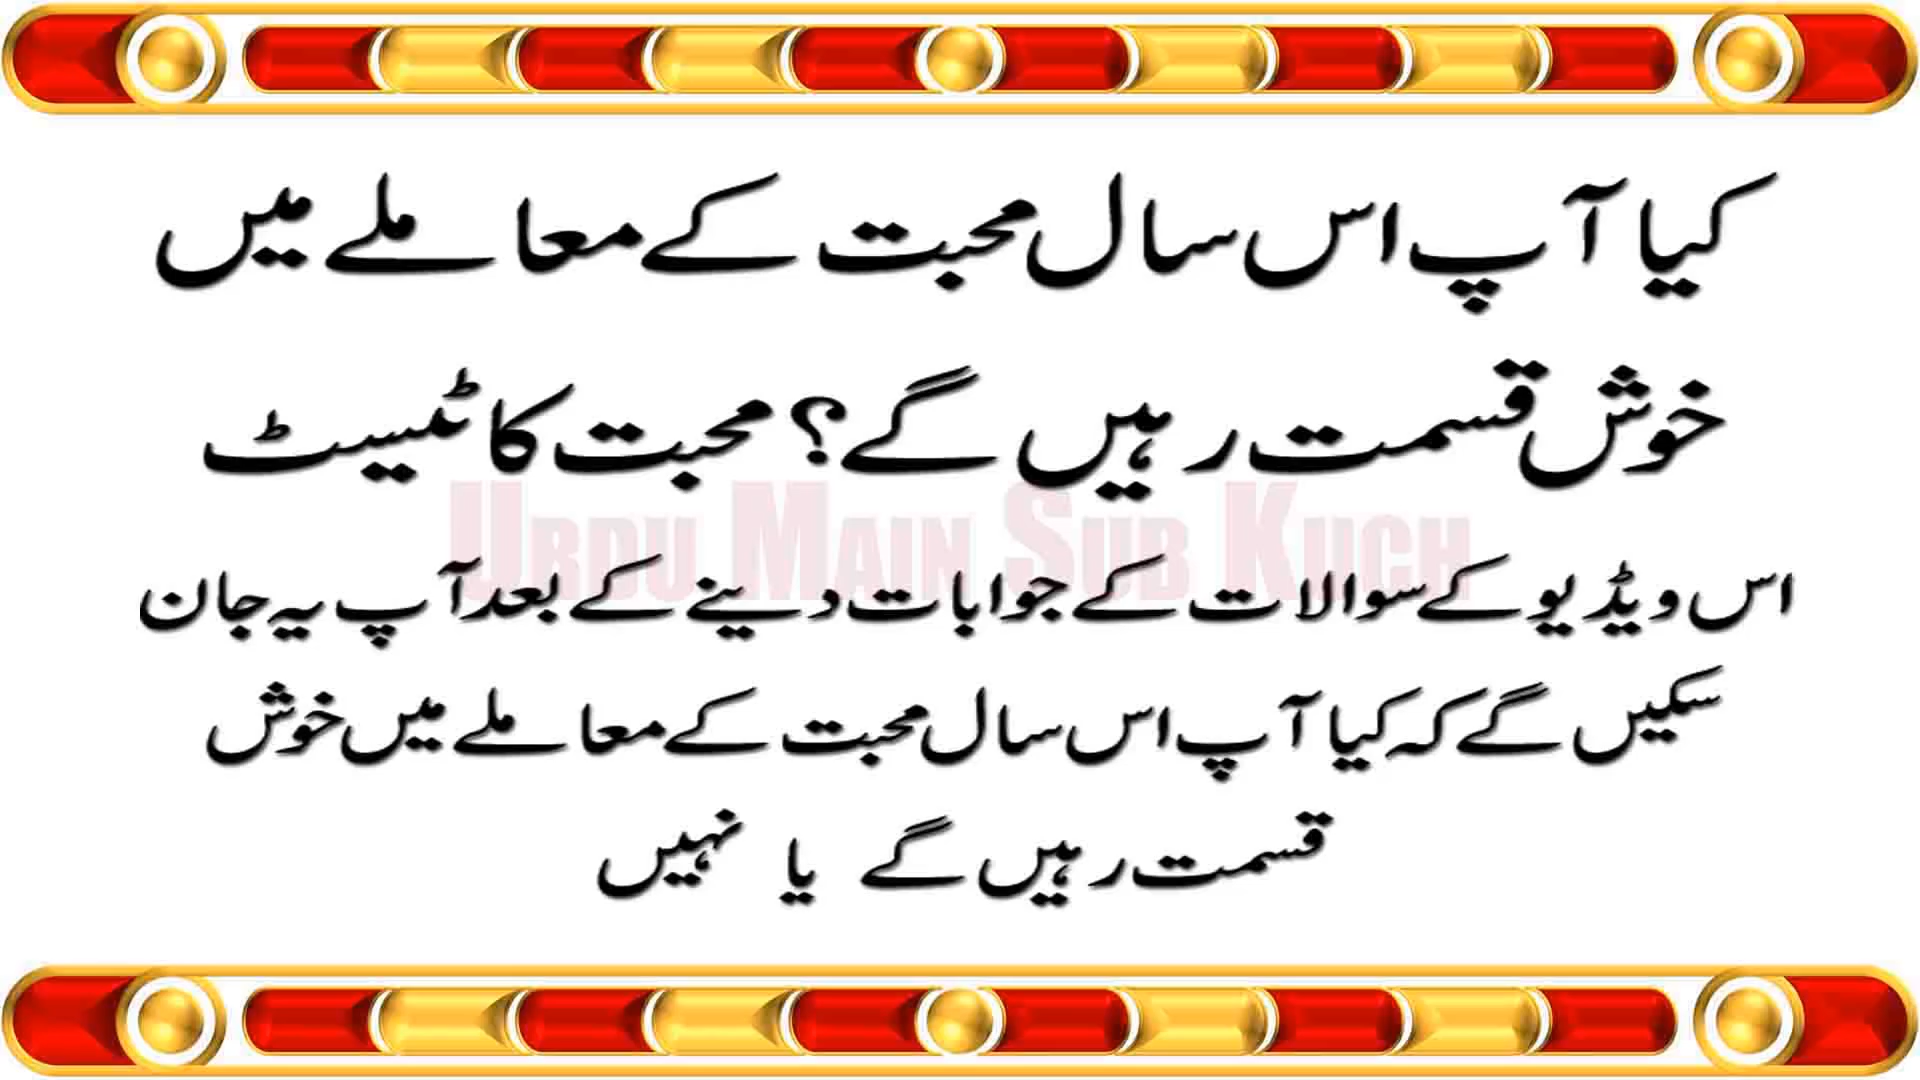 کیا آپ اس سال محبت کے معاملے میں
خوش قسمت رہیں گے؟ محبت کا ٹیسٹ
URDU MAIN SUB KUCH
اس ویڈیو کے سوالات کے جوابات دینے کے بعد آپ یہ جان
سکیں گے کہ کیا آپ اس سال محبت کے معاملے میں خوش
قسمت رہیں گے یا نہیں